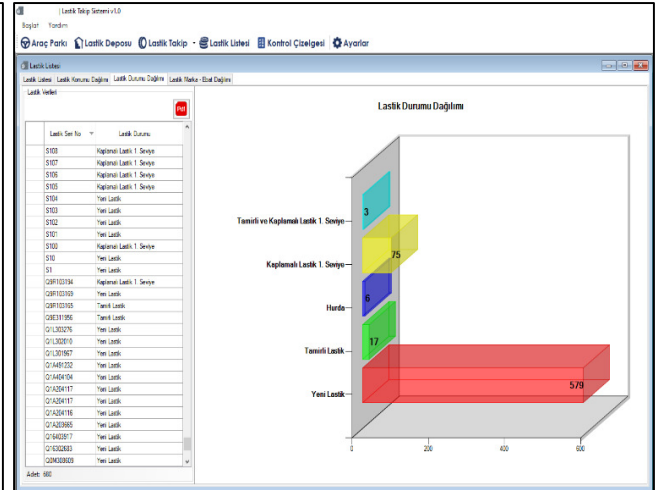 Lastik Takip Sistemi v1.0
Başlat Yardım
Araç Parkı Lastik Deposu Lastik Takip - Lastik Listesi Kontrol Çizelgesi Ayarlar
Lastik Listesi
Lastik Listesi Lastik Konumu Dağılımı Lastik Durumu Dağılımı Lastik Marka - Ebat Dağılımı
Lastik Verileri
Pdf
Lastik Durumu Dağılımı
Lastik Seri No Lastik Durumu
S108 Kaplamalı Lastik 1. Seviye
S107 Kaplamalı Lastik 1. Seviye
S106 Kaplamalı Lastik 1. Seviye
S105 Kaplamalı Lastik 1. Seviye
S104 Yeni Lastik
S103 Yeni Lastik
S102 Yeni Lastik
S101 Yeni Lastik
S100 Kaplamalı Lastik 1. Seviye
S10 Yeni Lastik
S1 Yeni Lastik
Q9R103194 Kaplamalı Lastik 1. Seviye
Q9R103169 Yeni Lastik
Q9R103165 Tamirli Lastik
Q9E311956 Tamirli Lastik
Q1L303276 Yeni Lastik
Q1L302010 Yeni Lastik
Q1L301967 Yeni Lastik
Q1A491232 Yeni Lastik
Q1A404104 Yeni Lastik
Q1A204117 Yeni Lastik
Q1A204117 Yeni Lastik
Q1A204116 Yeni Lastik
Q1A203665 Yeni Lastik
Q16403917 Yeni Lastik
Q16302683 Yeni Lastik
Q0M308609 Yeni Lastik
Adet: 680
Tamirli ve Kaplamalı Lastik 1. Seviye 3
Kaplamalı Lastik 1. Seviye 75
Hurda 6
Tamirli Lastik 17
Yeni Lastik 579
0 200 400 600